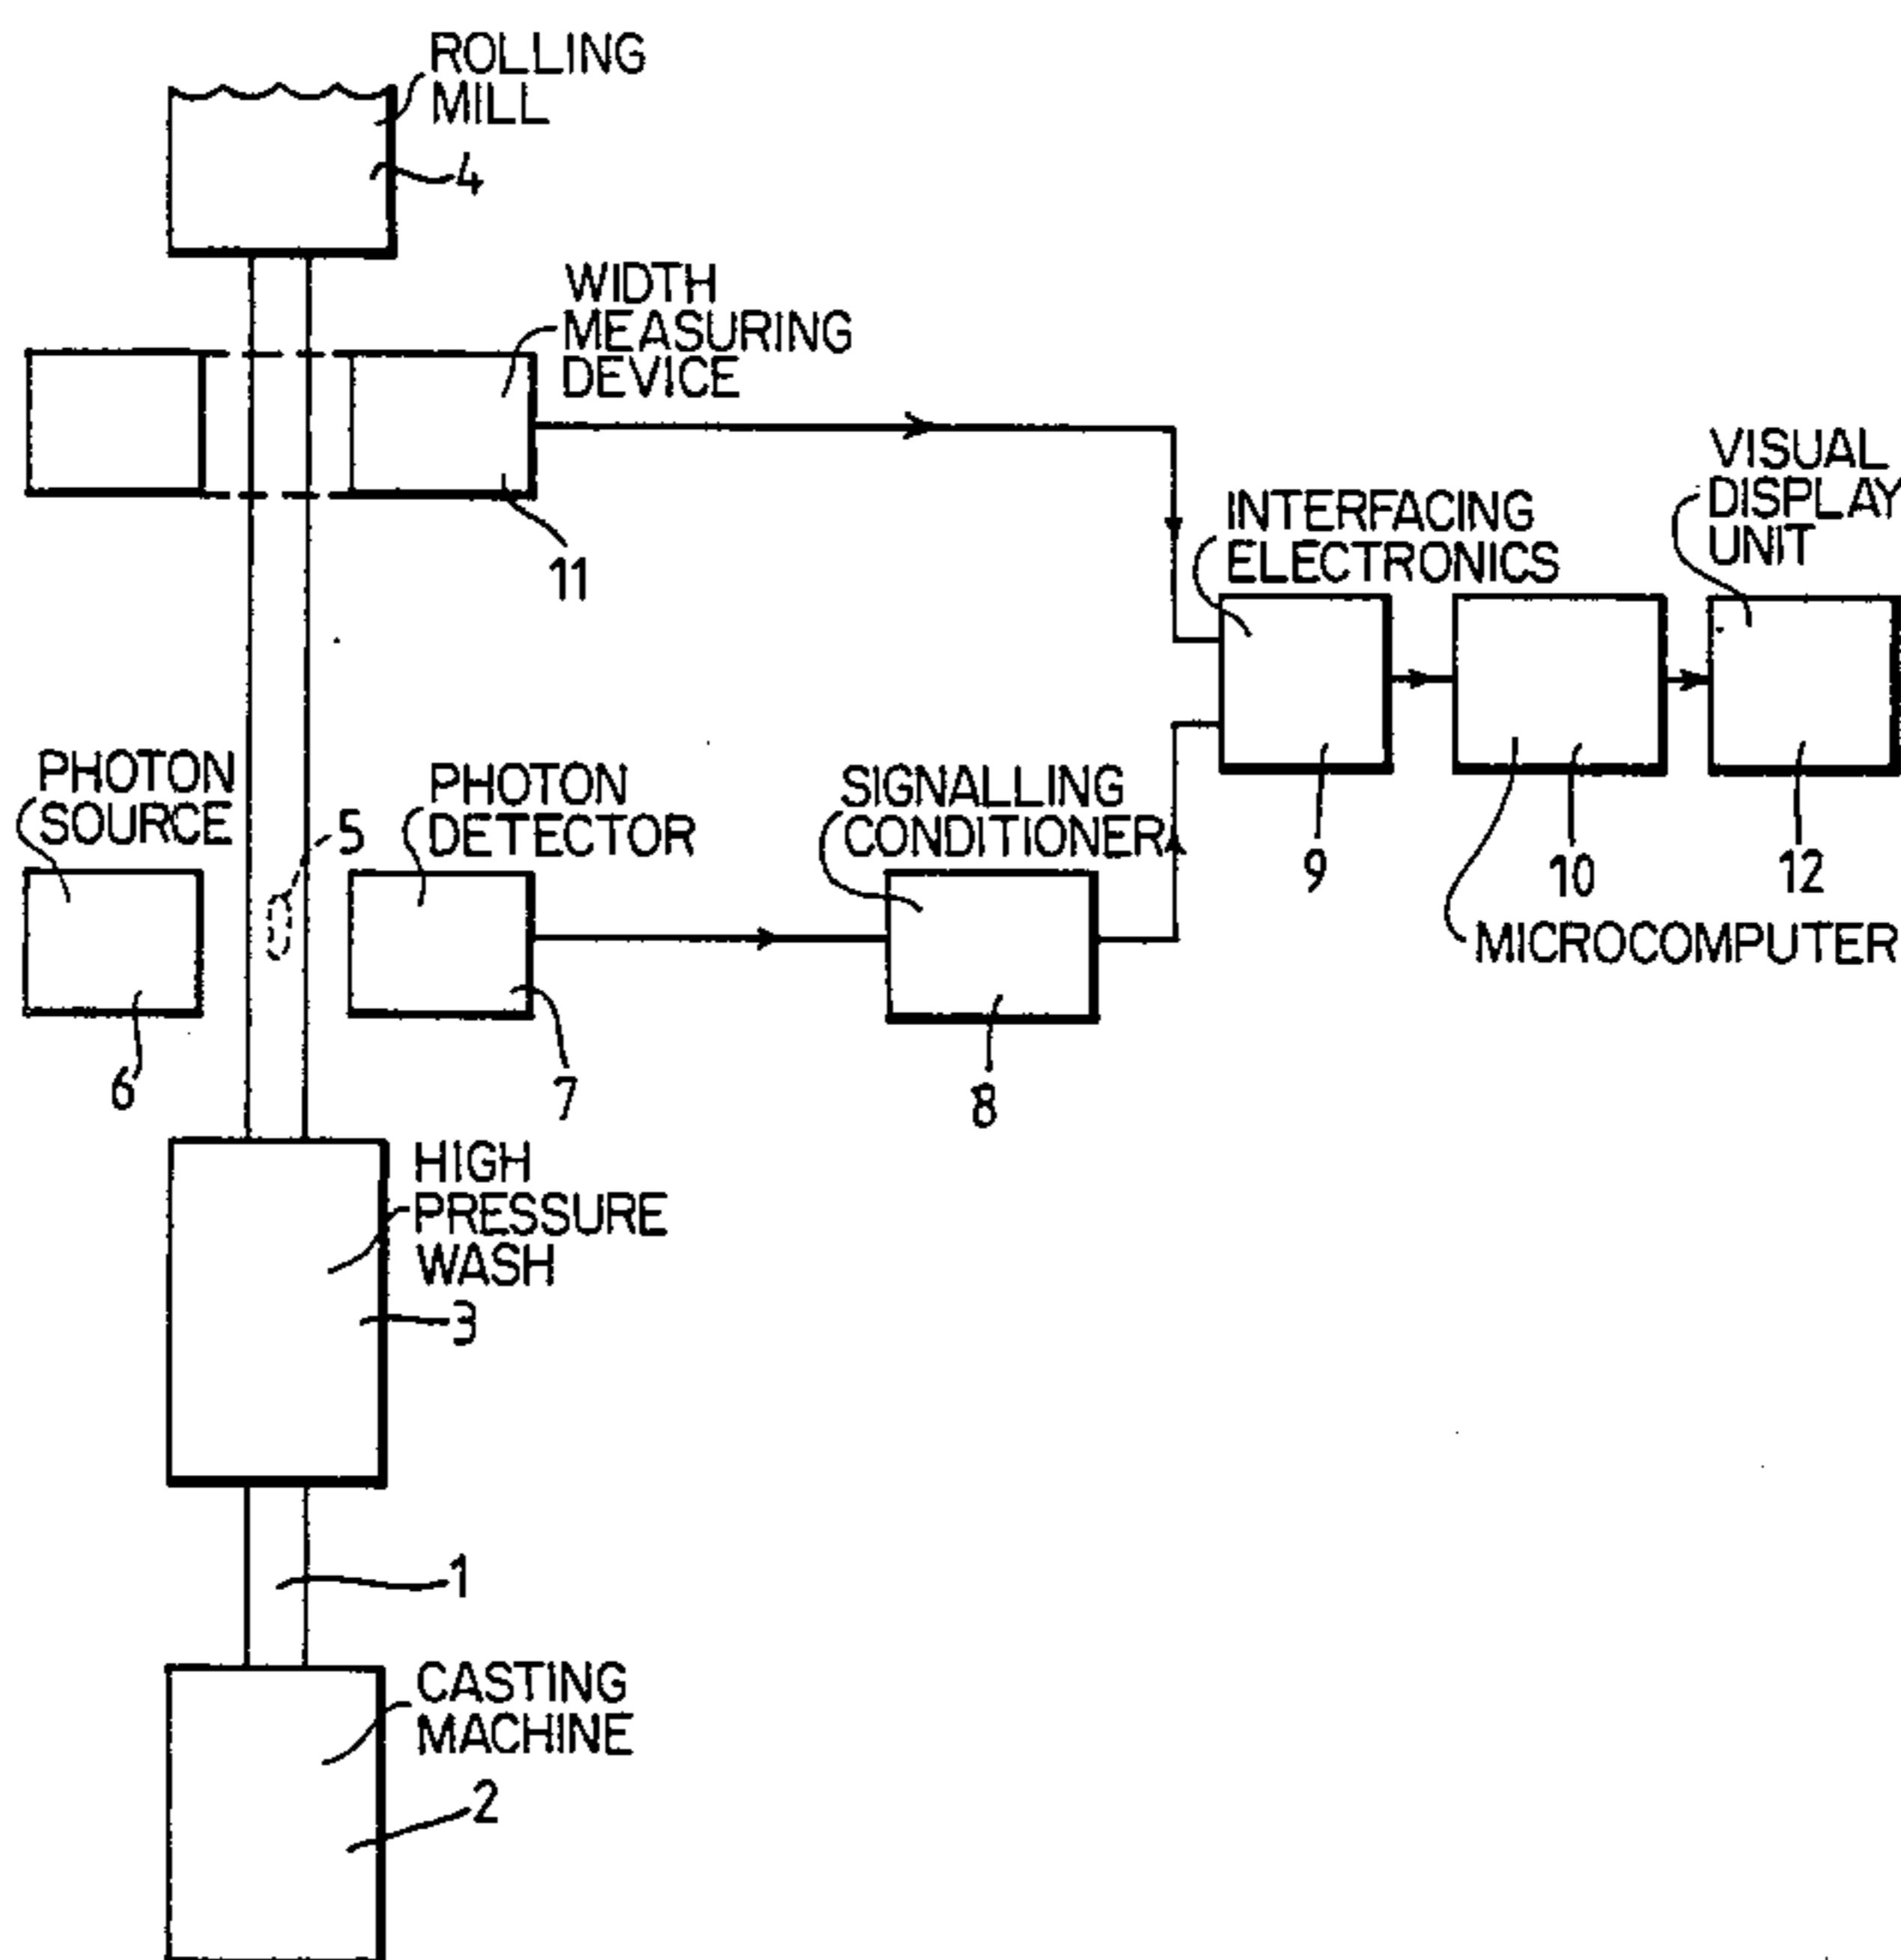 ROLLING
MILL
4
WIDTH
MEASURING
DEVICE
11
VISUAL
DISPLAY
UNIT
INTERFACING
ELECTRONICS
PHOTON
SOURCE
5
PHOTON
DETECTOR
SIGNALLING
CONDITIONER
9
10
12
MICROCOMPUTER
6
7
8
HIGH
PRESSURE
WASH
3
1
CASTING
MACHINE
2